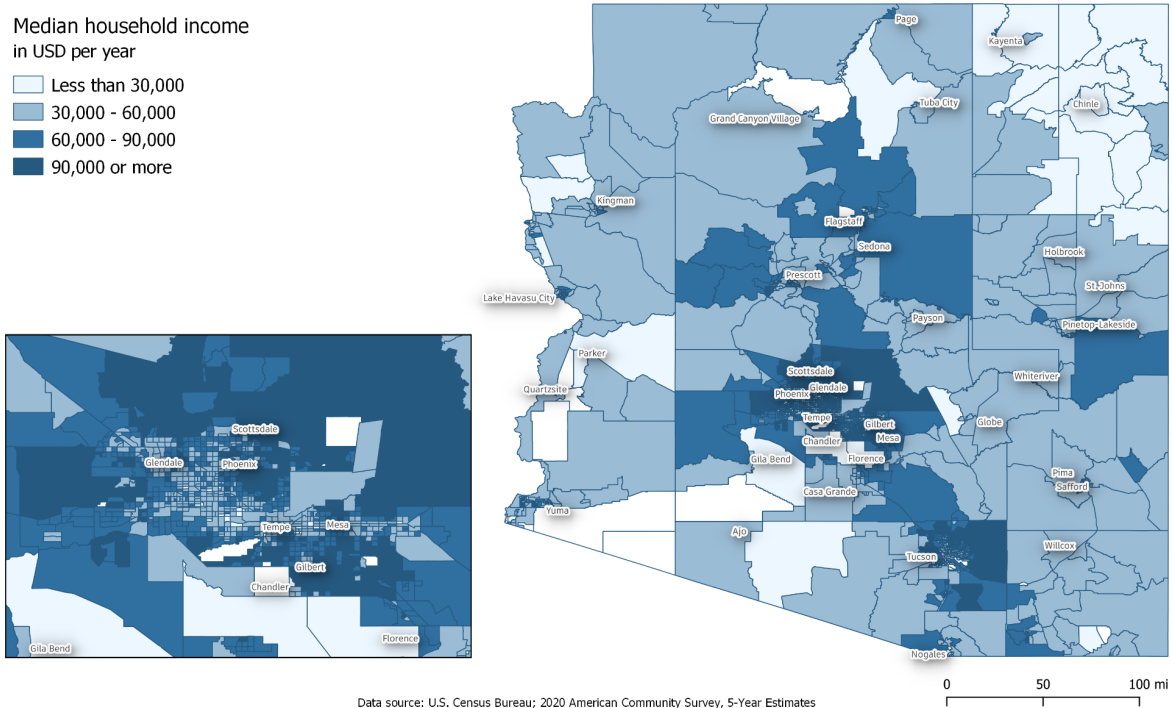 Median household income
in USD per year
Less than 30,000
30,000 - 60,000
60,000 - 90,000
90,000 or more
Page
Kayenta
Tuba City
Chinle
Grand Canyon Village
Kingman
Flagstaff
Sedona
Holbrook
Prescott
St. Johns
Lake Havasu City
Payson
Pinetop-Lakeside
Parker
Scottsdale
Whiteriver
Quartzsite
Glendale
Phoenix
Tempe
Globe
Gilbert
Chandler
Mesa
Gila Bend
Florence
Pima
Safford
Casa Grande
Yuma
Ajo
Tucson
Willcox
Nogales
Scottsdale
Glendale
Phoenix
Tempe
Mesa
Gilbert
Chandler
Florence
Gila Bend
0 50 100 mi
Data source: U.S. Census Bureau; 2020 American Community Survey, 5-Year Estimates